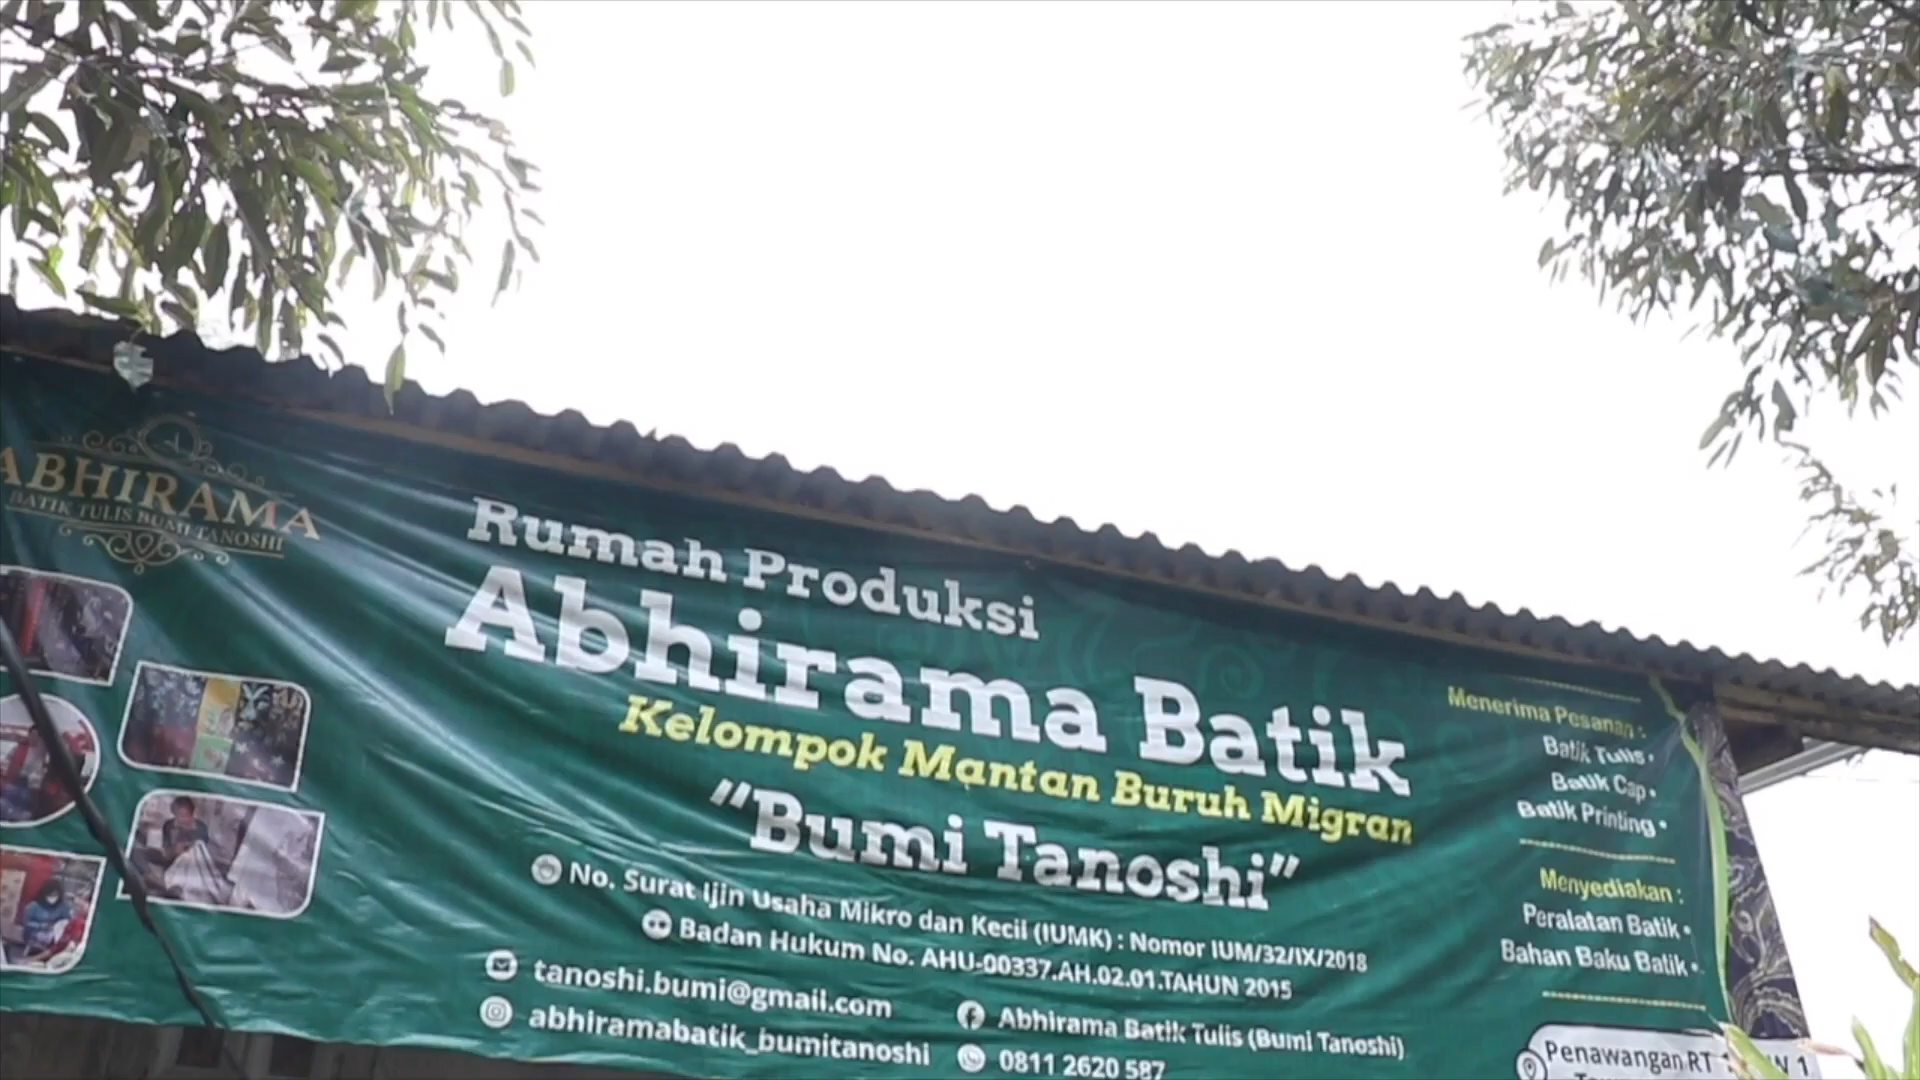 ABHIRAMA
BATIK TULIS BUMI TANOSHI
Rumah Produksi
Abhirama Batik
Kelompok Mantan Buruh Migran
"Bumi Tanoshi"
No. Surat Ijin Usaha Mikro dan Kecil (IUMK) : Nomor IUM/32/IX/2018
Badan Hukum No. AHU-00337.AH.02.01.TAHUN 2015
tanoshi.bumi@gmail.com
abhiramabatik_bumitanoshi
Abhirama Batik Tulis (Bumi Tanoshi)
0811 2620 587
Menerima Pesanan :
Batik Tulis •
Batik Cap •
Batik Printing •
Menyediakan :
Peralatan Batik •
Bahan Baku Batik •
Penawangan RT